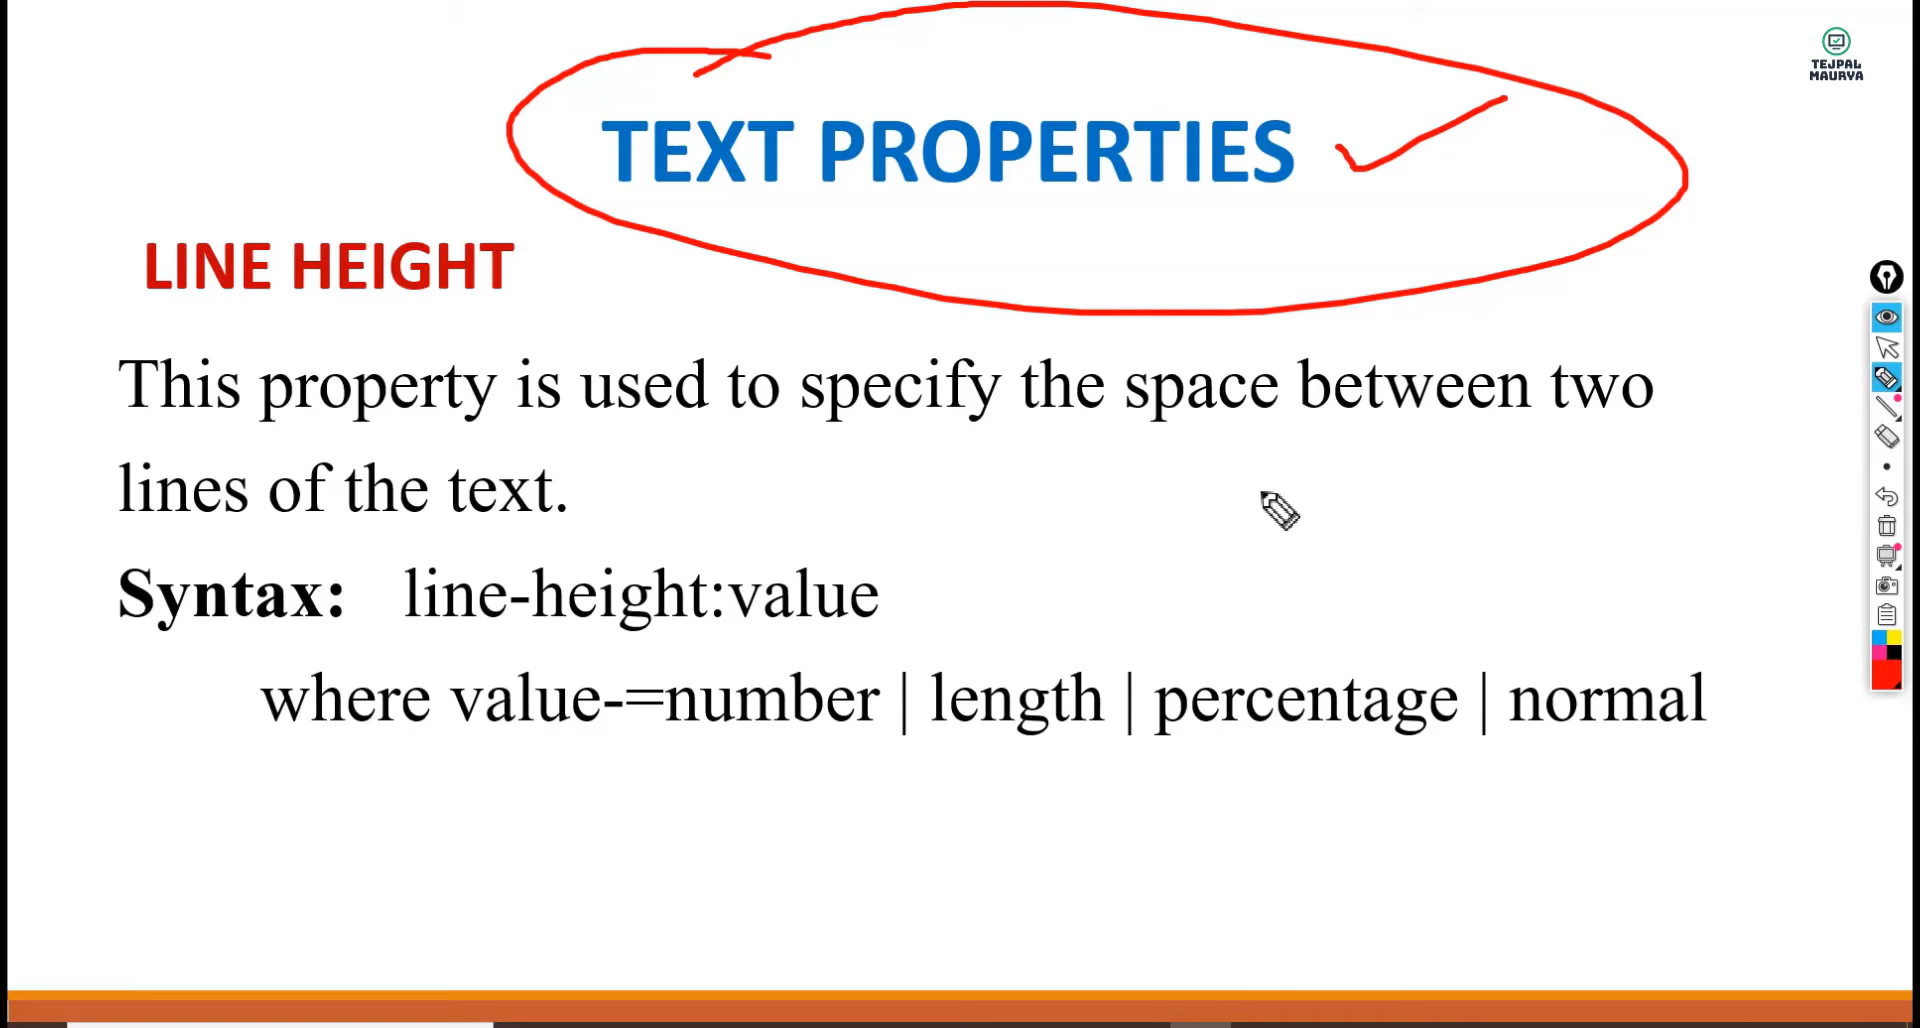 TEJPAL
MAURYA
TEXT PROPERTIES
LINE HEIGHT
This property is used to specify the space between two
lines of the text.
Syntax: line-height:value
where value-=number | length | percentage | normal